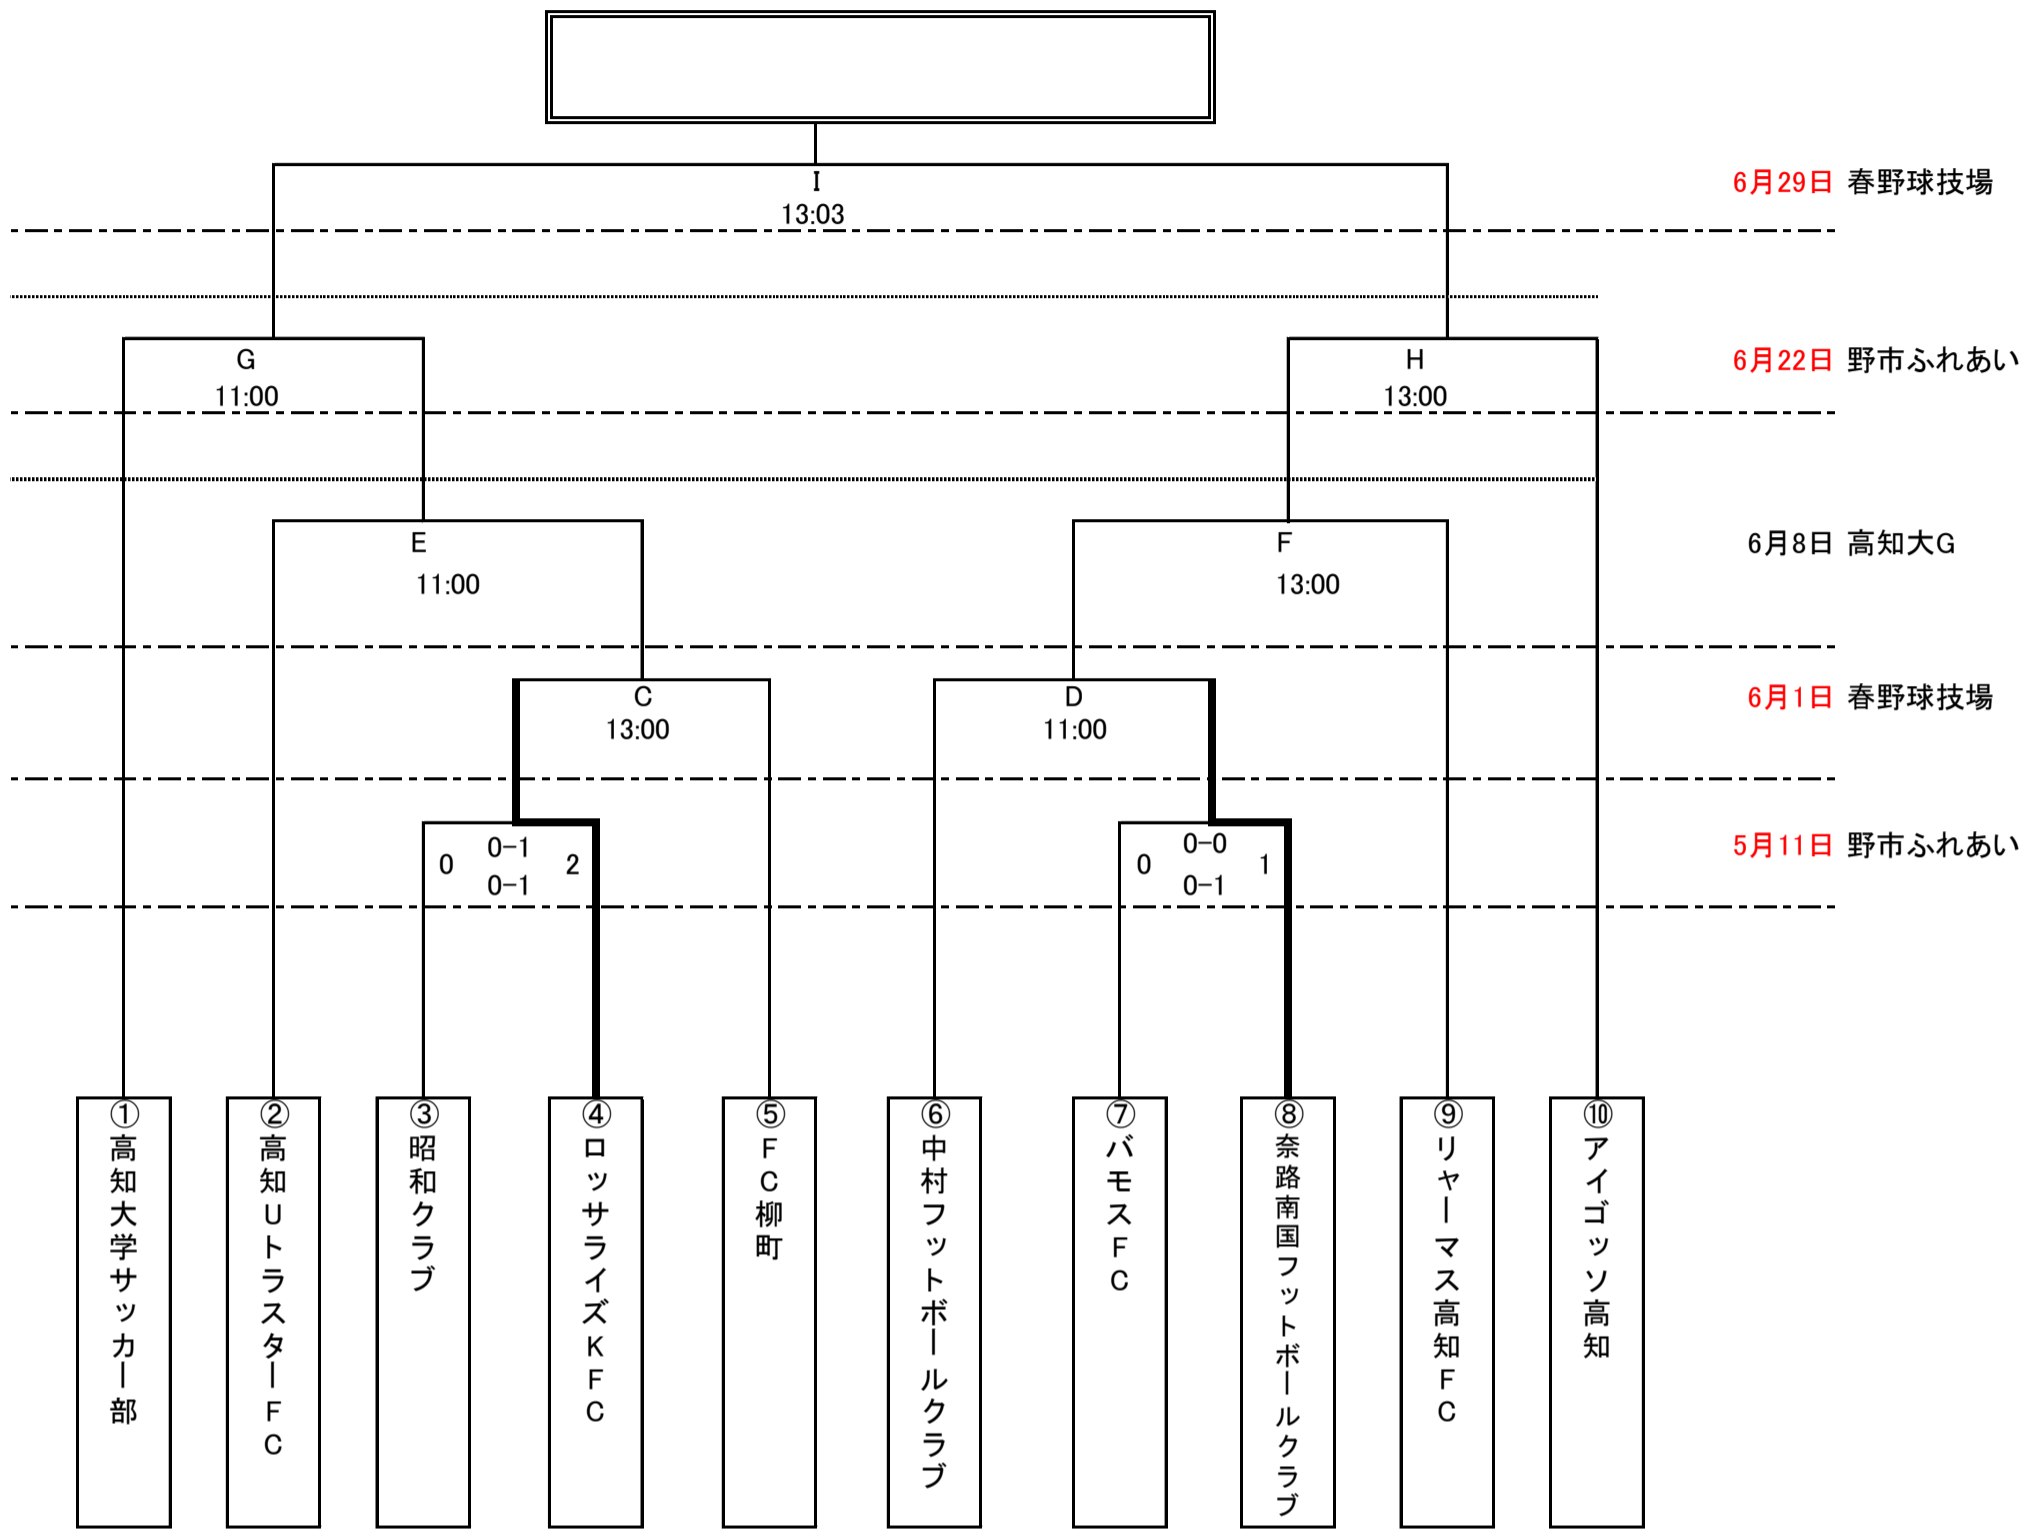 I
13:03
6月29日 春野球技場
G
11:00
H
13:00
6月22日 野市ふれあい
E
11:00
F
13:00
6月8日 高知大G
C
13:00
D
11:00
6月1日 春野球技場
0 0-1 2
0-1
0 0-0 1
0-1
5月11日 野市ふれあい
①高知大学サッカー部
②高知UトラスターFC
③昭和クラブ
④ロッサライズKFC
⑤FC柳町
⑥中村フットボールクラブ
⑦バモスFC
⑧奈路南国フットボールクラブ
⑨リャーマス高知FC
⑩アイゴッソ高知